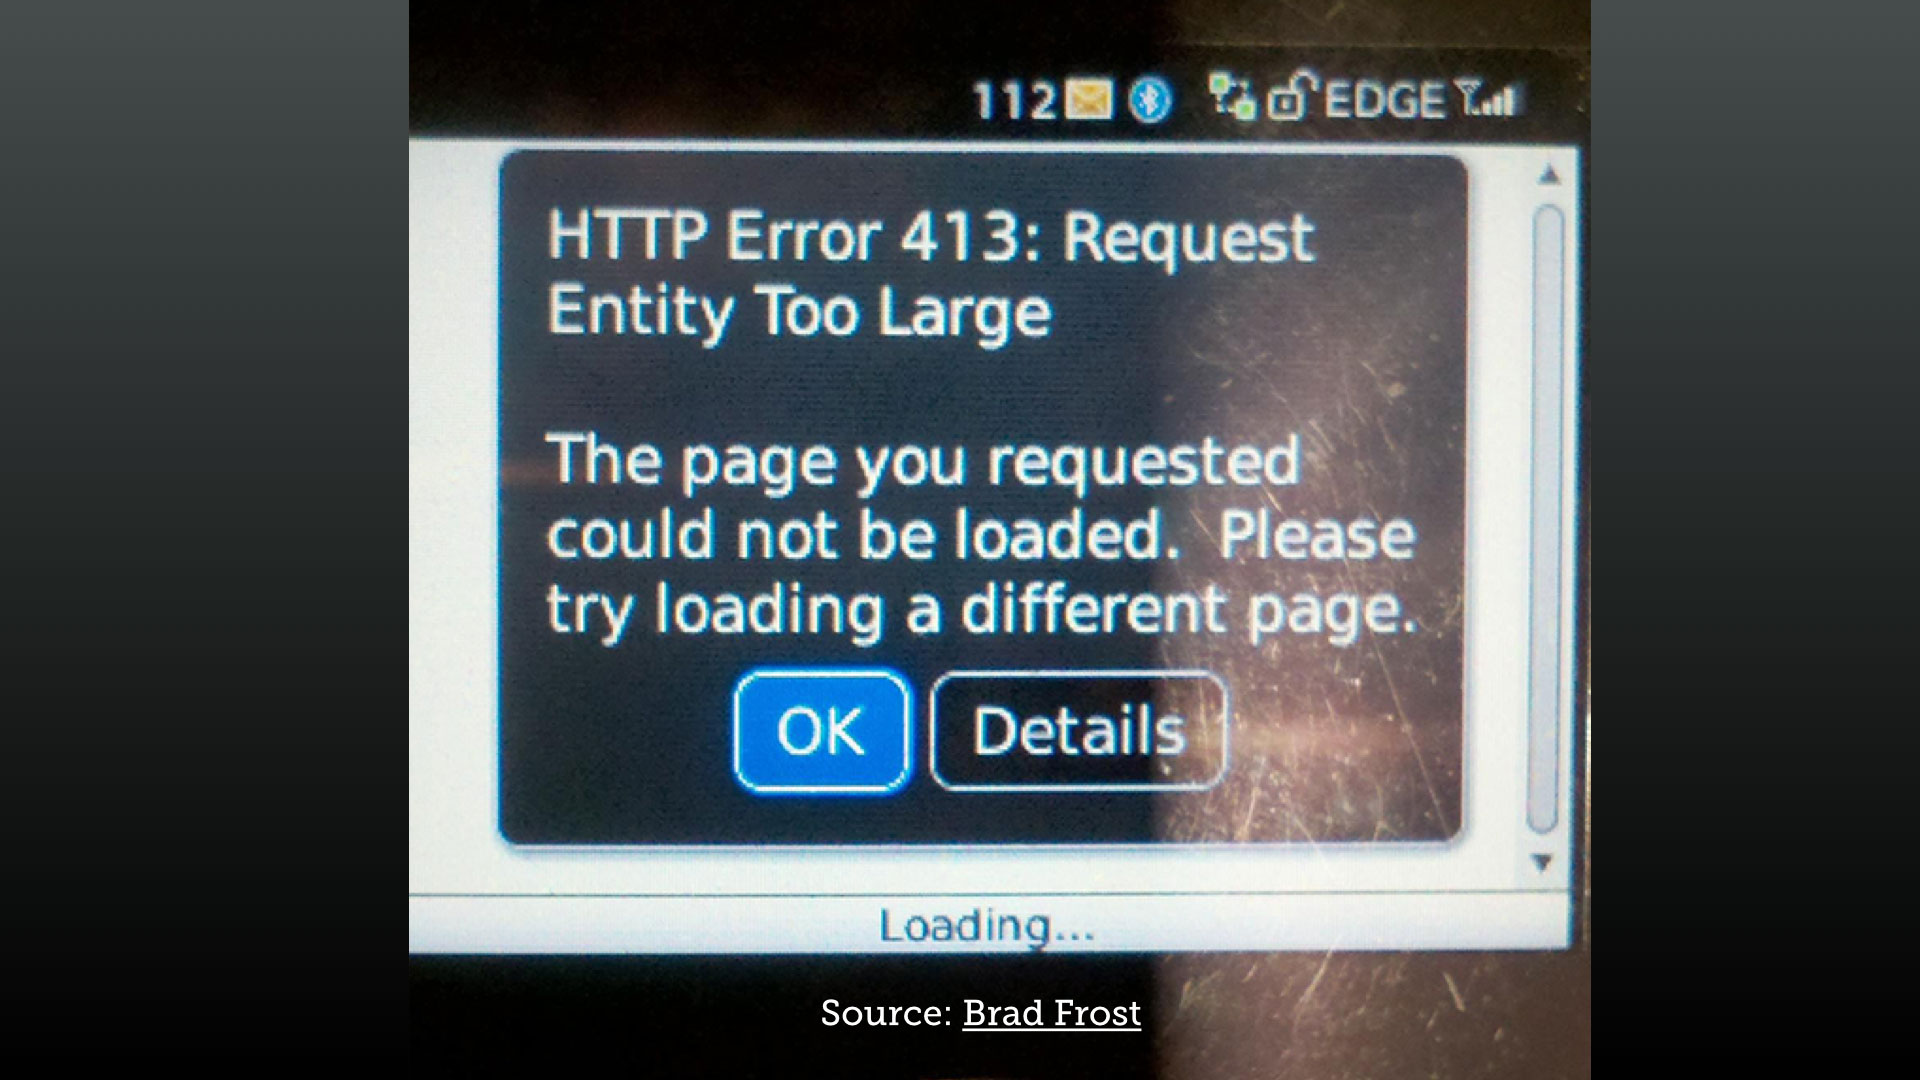 112 EDGE
HTTP Error 413: Request
Entity Too Large
The page you requested
could not be loaded. Please
try loading a different page.
OK Details
Loading...
Source: Brad Frost